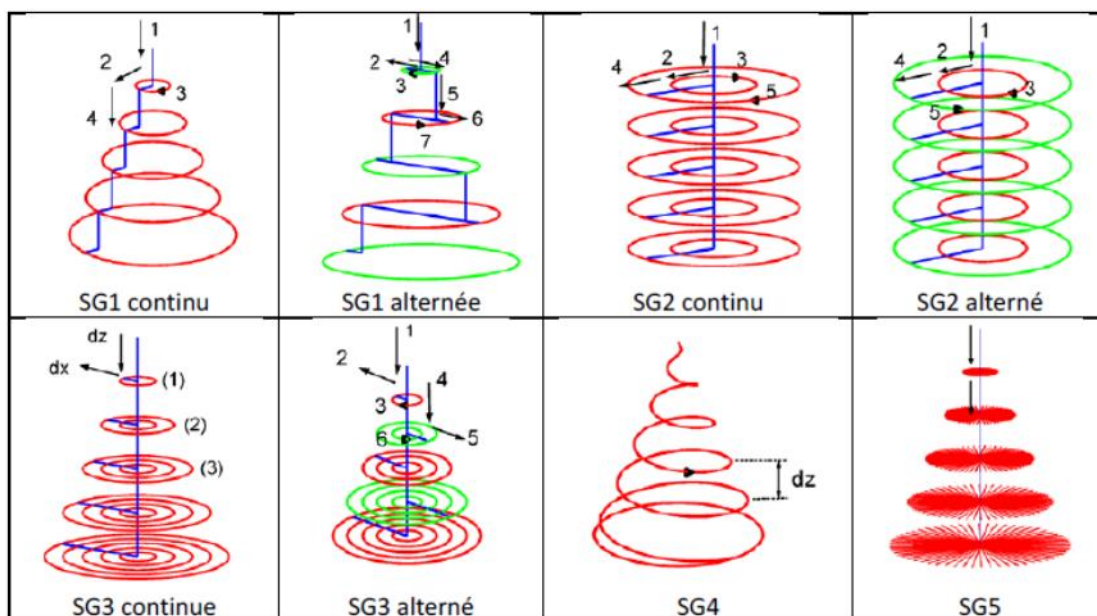 1
2
3
4
SG1 continu
1
2
4
3
5
6
7
SG1 alternée
1
4
2
3
5
SG2 continu
1
4
2
3
5
SG2 alterné
dz
dx
(1)
(2)
(3)
SG3 continue
1
2
3
4
6
5
SG3 alterné
dz
SG4
SG5